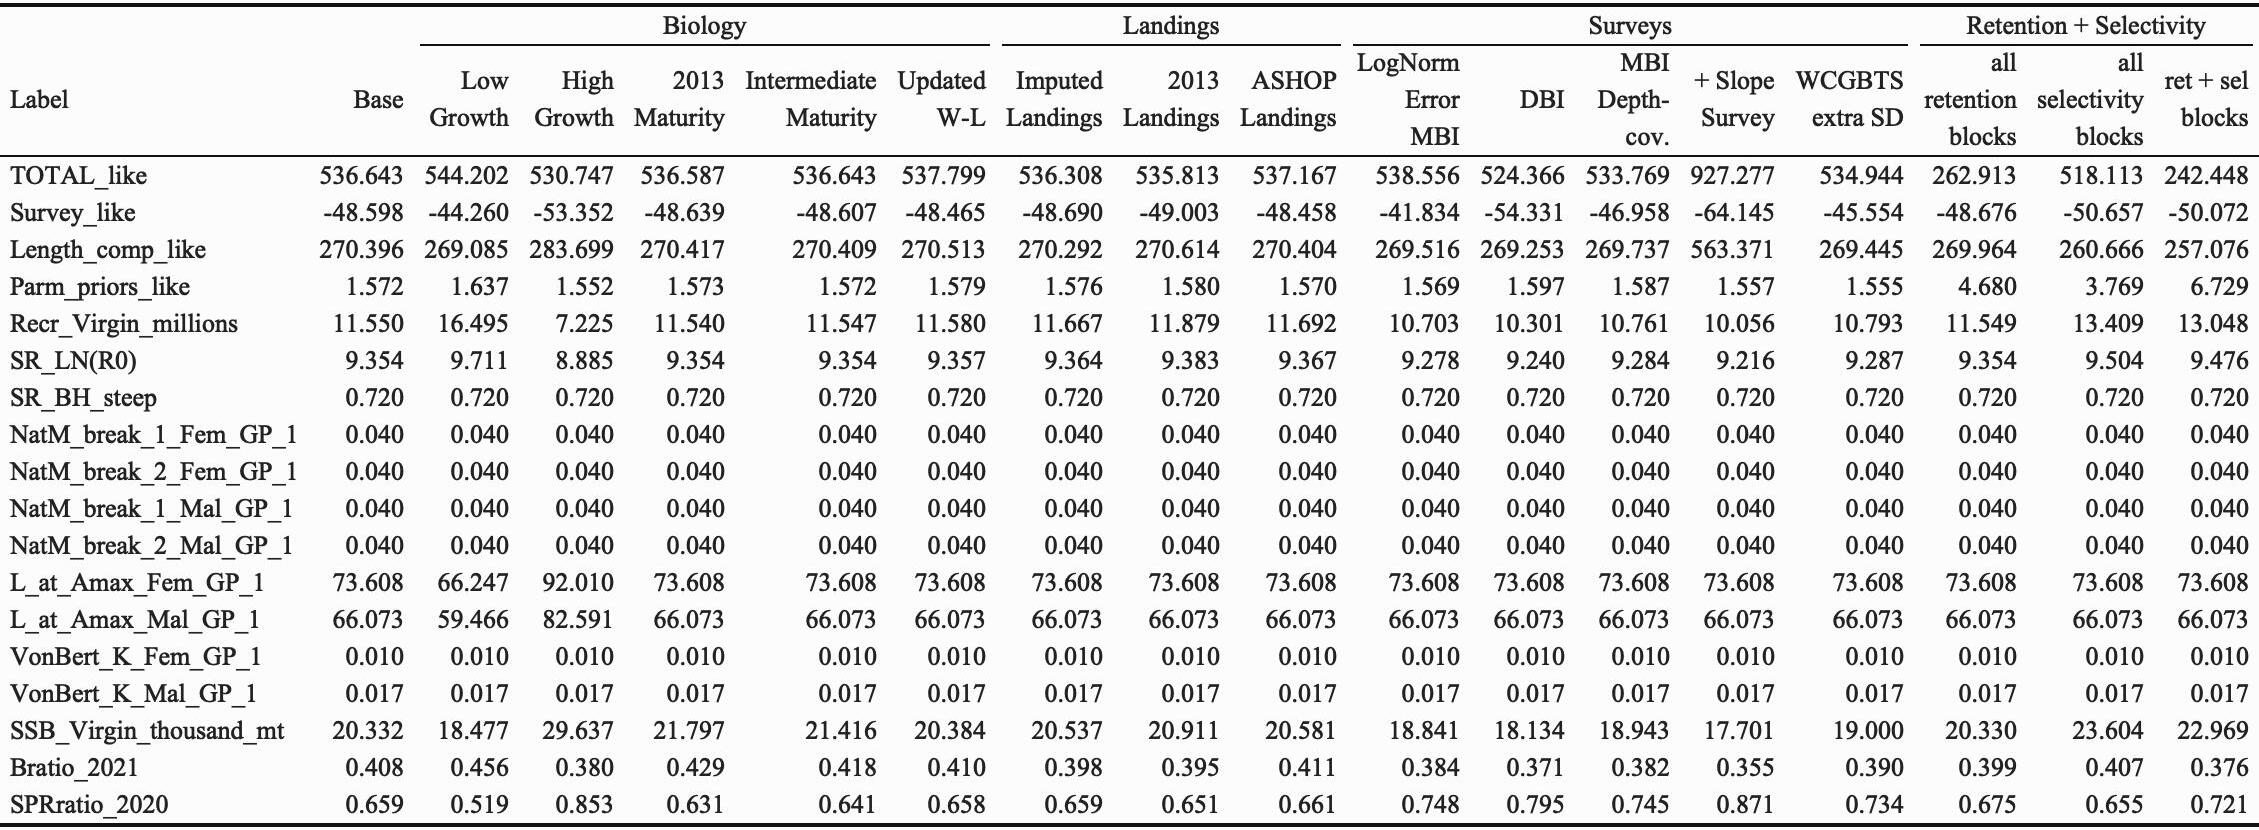 Biology Landings Surveys Retention + Selectivity
Label Base Low Growth High Growth 2013 Maturity Intermediate Maturity Updated W-L Imputed Landings 2013 Landings ASHOP Landings LogNorm Error MBI DBI MBI Depth-cov. + Slope Survey WCGBTS extra SD all retention blocks all selectivity blocks ret + sel blocks
TOTAL_like 536.643 544.202 530.747 536.587 536.643 537.799 536.308 535.813 537.167 538.556 524.366 533.769 927.277 534.944 262.913 518.113 242.448
Survey_like -48.598 -44.260 -53.352 -48.639 -48.607 -48.465 -48.690 -49.003 -48.458 -41.834 -54.331 -46.958 -64.145 -45.554 -48.676 -50.657 -50.072
Length_comp_like 270.396 269.085 283.699 270.417 270.409 270.513 270.292 270.614 270.404 269.516 269.253 269.737 563.371 269.445 269.964 260.666 257.076
Parm_priors_like 1.572 1.637 1.552 1.573 1.572 1.579 1.576 1.580 1.570 1.569 1.597 1.587 1.557 1.555 4.680 3.769 6.729
Recr_Virgin_millions 11.550 16.495 7.225 11.540 11.547 11.580 11.667 11.879 11.692 10.703 10.301 10.761 10.056 10.793 11.549 13.409 13.048
SR_LN(R0) 9.354 9.711 8.885 9.354 9.354 9.357 9.364 9.383 9.367 9.278 9.240 9.284 9.216 9.287 9.354 9.504 9.476
SR_BH_steep 0.720 0.720 0.720 0.720 0.720 0.720 0.720 0.720 0.720 0.720 0.720 0.720 0.720 0.720 0.720 0.720 0.720
NatM_break_1_Fem_GP_1 0.040 0.040 0.040 0.040 0.040 0.040 0.040 0.040 0.040 0.040 0.040 0.040 0.040 0.040 0.040 0.040 0.040
NatM_break_2_Fem_GP_1 0.040 0.040 0.040 0.040 0.040 0.040 0.040 0.040 0.040 0.040 0.040 0.040 0.040 0.040 0.040 0.040 0.040
NatM_break_1_Mal_GP_1 0.040 0.040 0.040 0.040 0.040 0.040 0.040 0.040 0.040 0.040 0.040 0.040 0.040 0.040 0.040 0.040 0.040
NatM_break_2_Mal_GP_1 0.040 0.040 0.040 0.040 0.040 0.040 0.040 0.040 0.040 0.040 0.040 0.040 0.040 0.040 0.040 0.040 0.040
L_at_Amax_Fem_GP_1 73.608 66.247 92.010 73.608 73.608 73.608 73.608 73.608 73.608 73.608 73.608 73.608 73.608 73.608 73.608 73.608 73.608
L_at_Amax_Mal_GP_1 66.073 59.466 82.591 66.073 66.073 66.073 66.073 66.073 66.073 66.073 66.073 66.073 66.073 66.073 66.073 66.073 66.073
VonBert_K_Fem_GP_1 0.010 0.010 0.010 0.010 0.010 0.010 0.010 0.010 0.010 0.010 0.010 0.010 0.010 0.010 0.010 0.010 0.010
VonBert_K_Mal_GP_1 0.017 0.017 0.017 0.017 0.017 0.017 0.017 0.017 0.017 0.017 0.017 0.017 0.017 0.017 0.017 0.017 0.017
SSB_Virgin_thousand_mt 20.332 18.477 29.637 21.797 21.416 20.384 20.537 20.911 20.581 18.841 18.134 18.943 17.701 19.000 20.330 23.604 22.969
Bratio_2021 0.408 0.456 0.380 0.429 0.418 0.410 0.398 0.395 0.411 0.384 0.371 0.382 0.355 0.390 0.399 0.407 0.376
SPRratio_2020 0.659 0.519 0.853 0.631 0.641 0.658 0.659 0.651 0.661 0.748 0.795 0.745 0.871 0.734 0.675 0.655 0.721